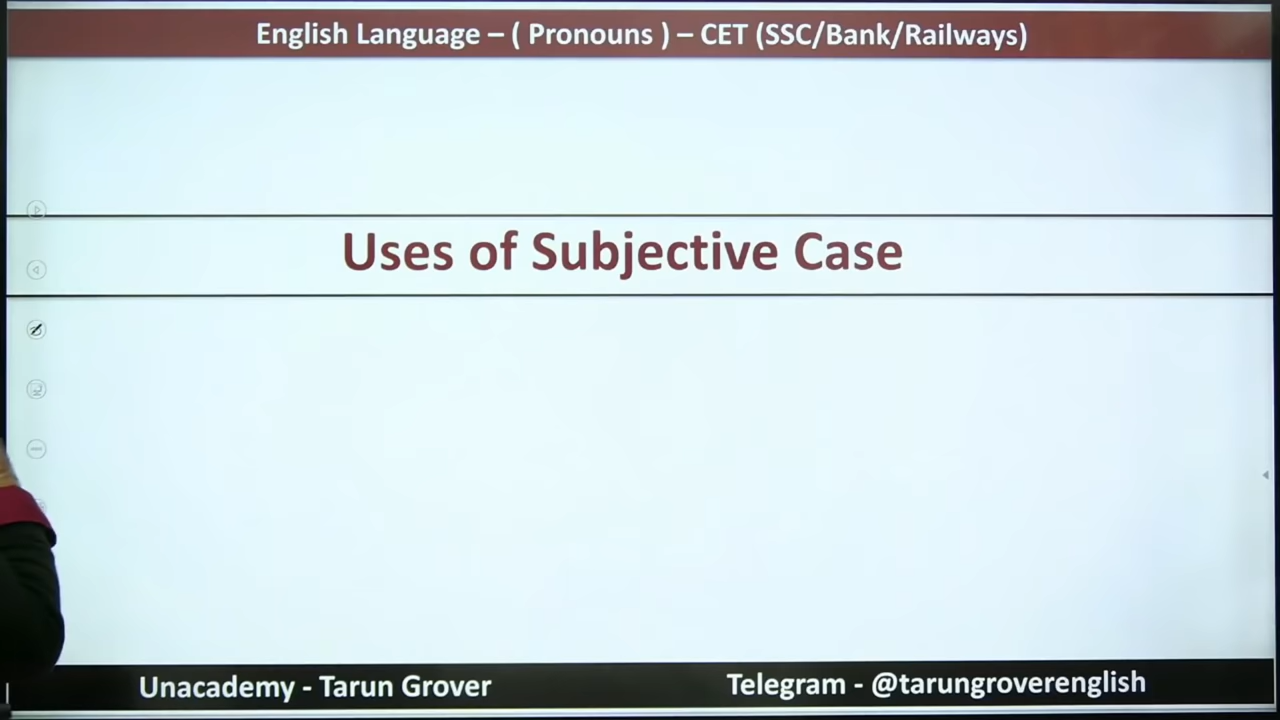 English Language – ( Pronouns ) – CET (SSC/Bank/Railways)
Uses of Subjective Case
Unacademy - Tarun Grover
Telegram - @tarungroverenglish